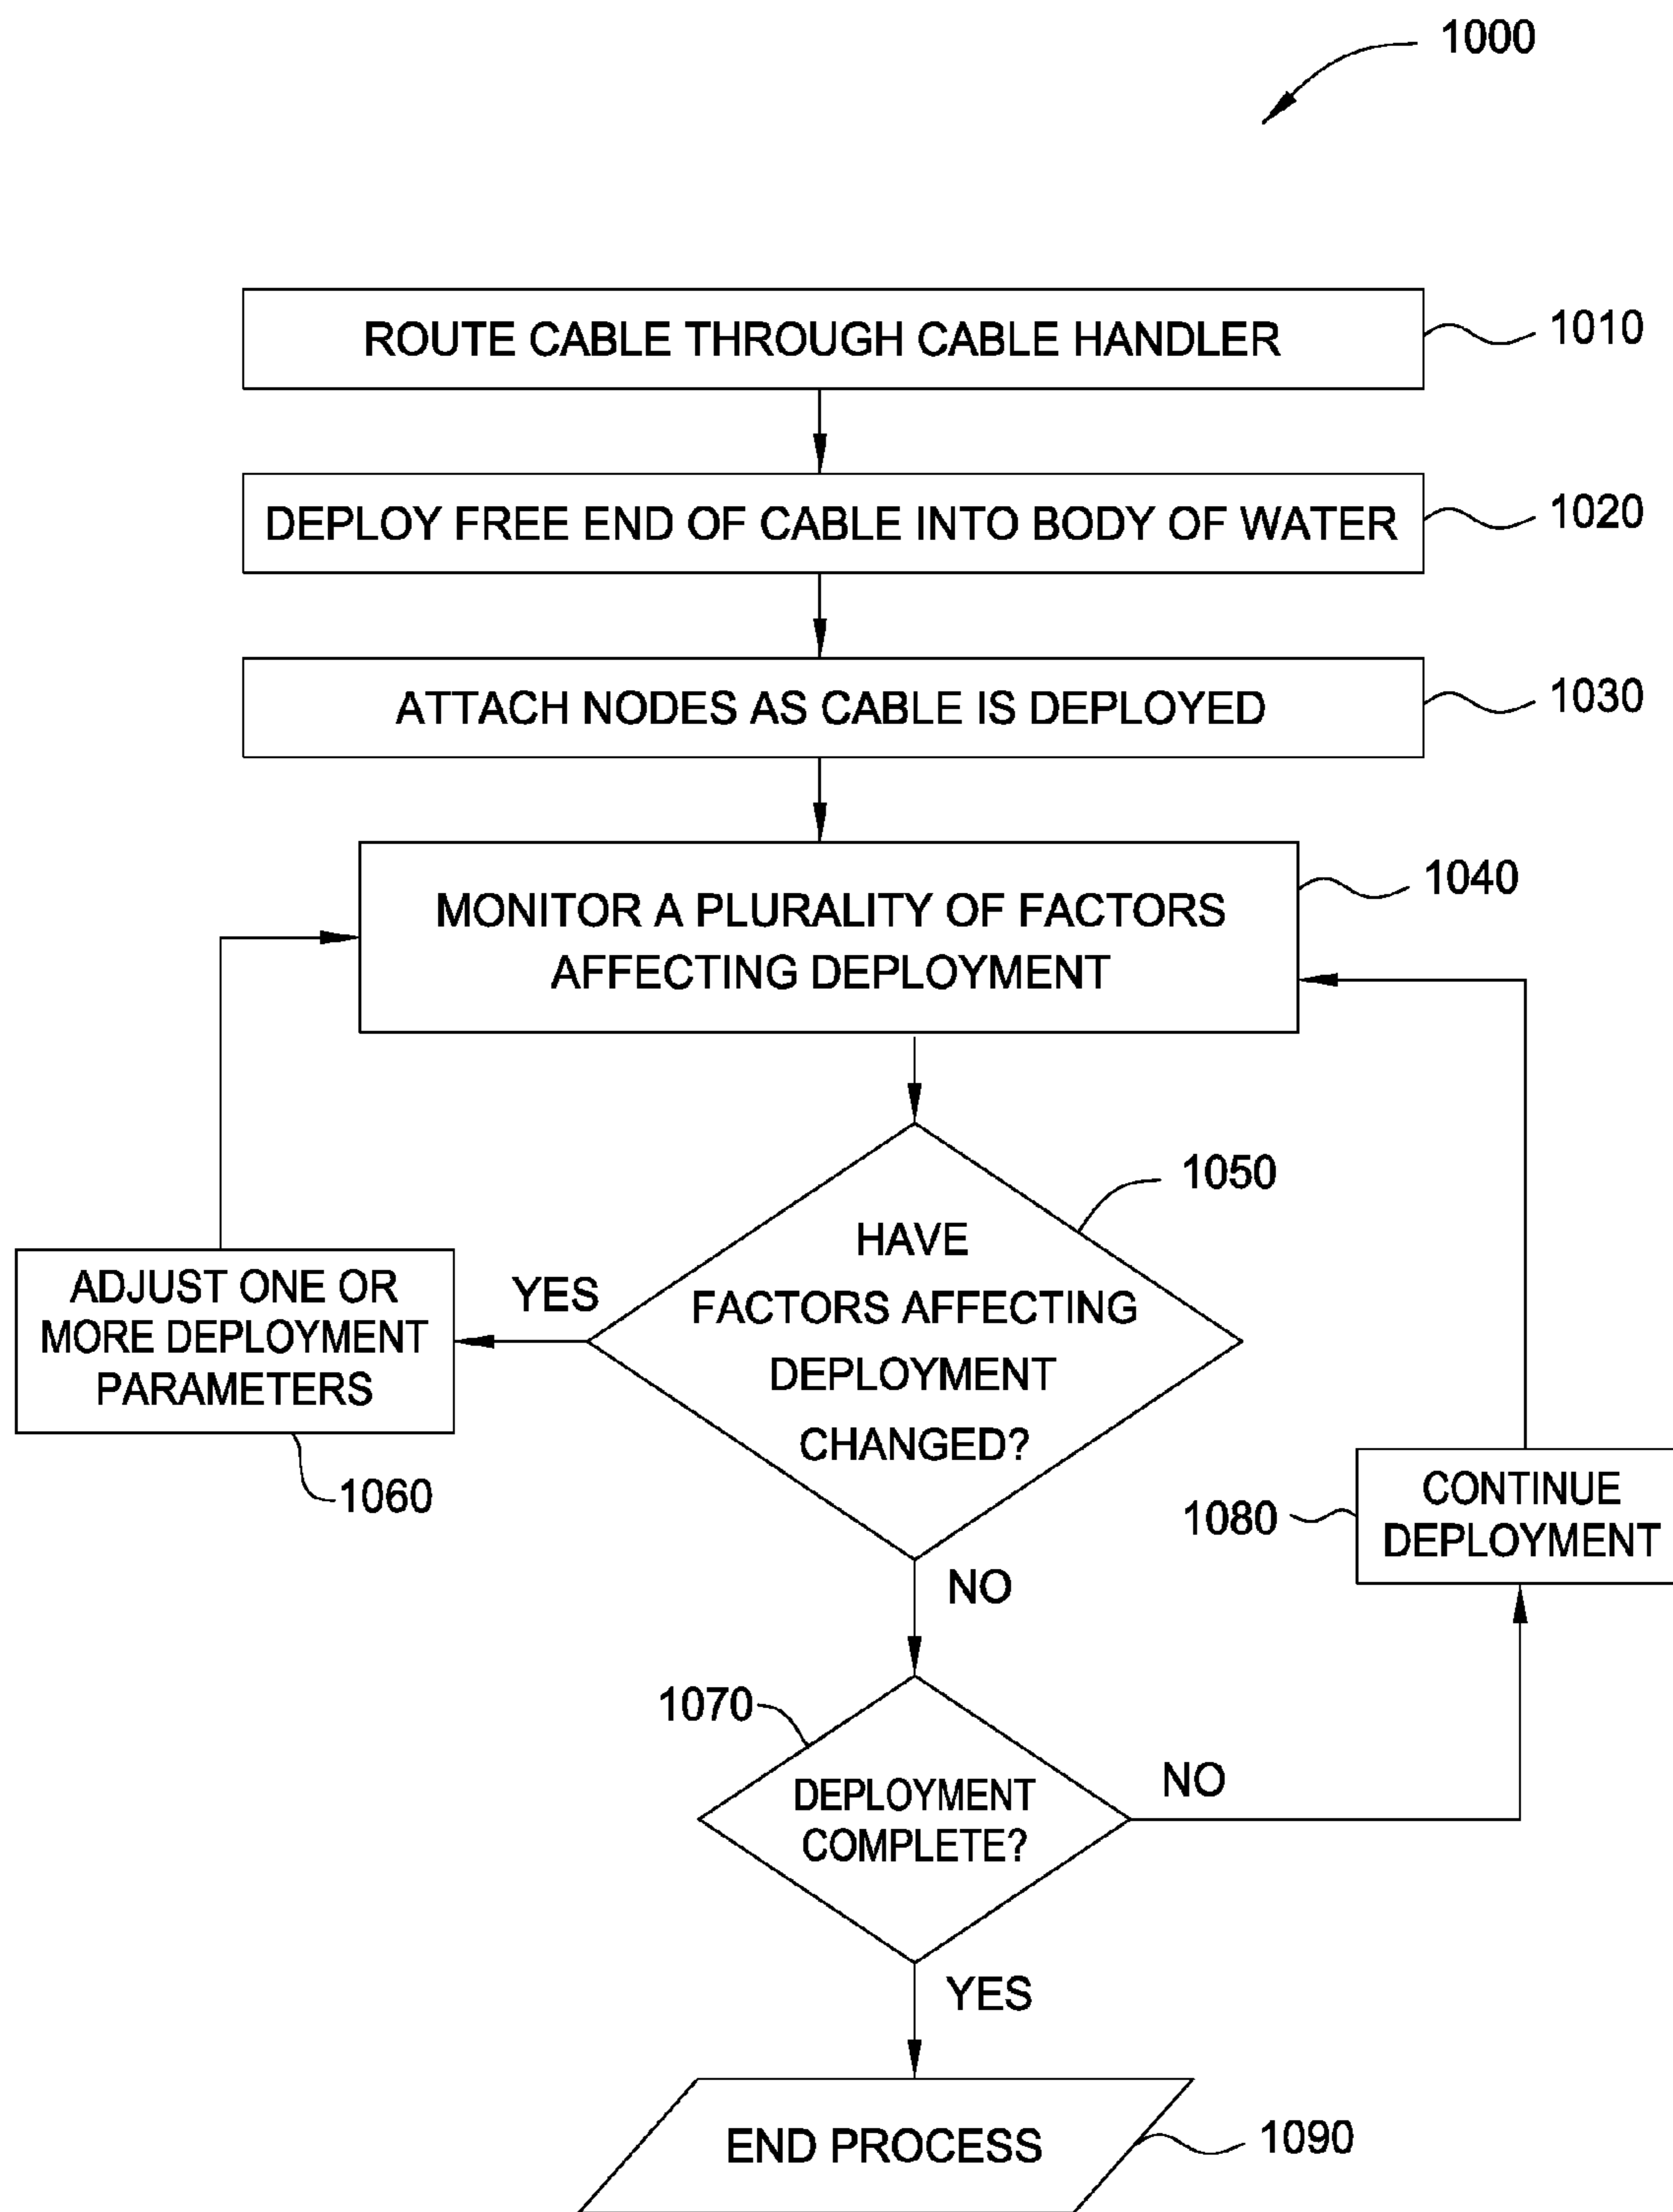 1000
ROUTE CABLE THROUGH CABLE HANDLER
1010
DEPLOY FREE END OF CABLE INTO BODY OF WATER
1020
ATTACH NODES AS CABLE IS DEPLOYED
1030
MONITOR A PLURALITY OF FACTORS
AFFECTING DEPLOYMENT
1040
HAVE
FACTORS AFFECTING
DEPLOYMENT
CHANGED?
1050
YES
ADJUST ONE OR
MORE DEPLOYMENT
PARAMETERS
1060
NO
1070
DEPLOYMENT
COMPLETE?
NO
1080
CONTINUE
DEPLOYMENT
YES
END PROCESS
1090